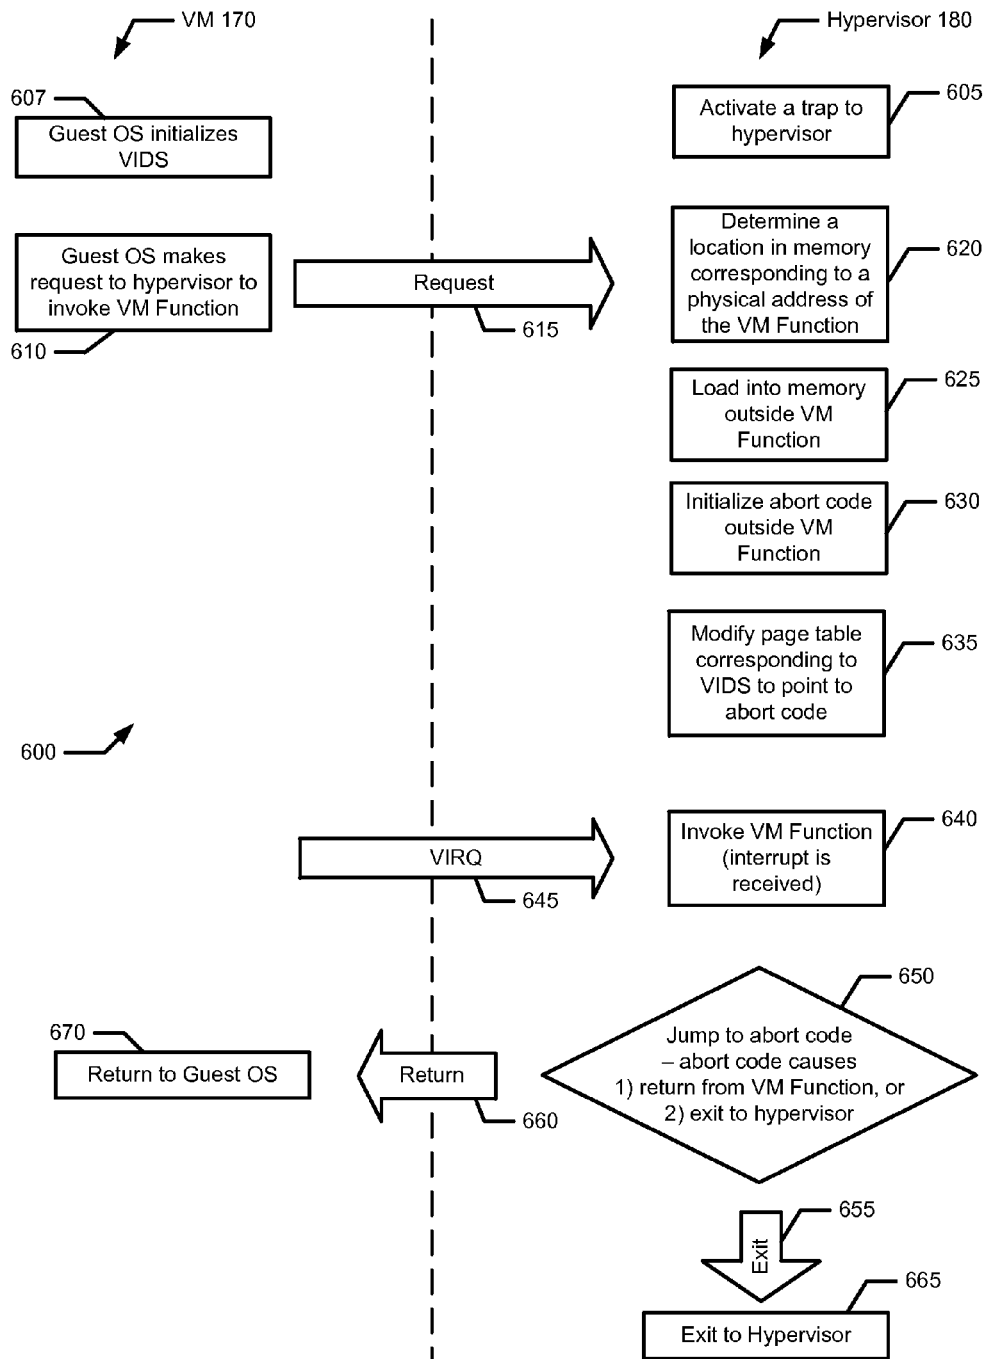 VM 170
Hypervisor 180
607
Guest OS initializes
VIDS
605
Activate a trap to
hypervisor
Guest OS makes
request to hypervisor to
invoke VM Function
610
Request
615
Determine a
location in memory
corresponding to a
physical address of
the VM Function
620
Load into memory
outside VM
Function
625
Initialize abort code
outside VM
Function
630
Modify page table
corresponding to
VIDS to point to
abort code
635
600
VIRQ
645
Invoke VM Function
(interrupt is
received)
640
650
Jump to abort code
– abort code causes
1) return from VM Function, or
2) exit to hypervisor
Return
660
670
Return to Guest OS
655
Exit
665
Exit to Hypervisor